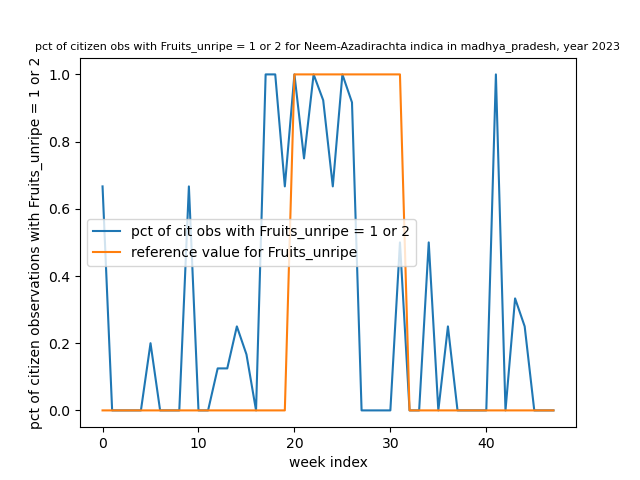 pct of citizen obs with Fruits_unripe = 1 or 2 for Neem-Azadirachta indica in madhya_pradesh, year 2023
pct of citizen observations with Fruits_unripe = 1 or 2
1.0
0.8
0.6
0.4
0.2
0.0
pct of cit obs with Fruits_unripe = 1 or 2
reference value for Fruits_unripe
0 10 20 30 40
week index